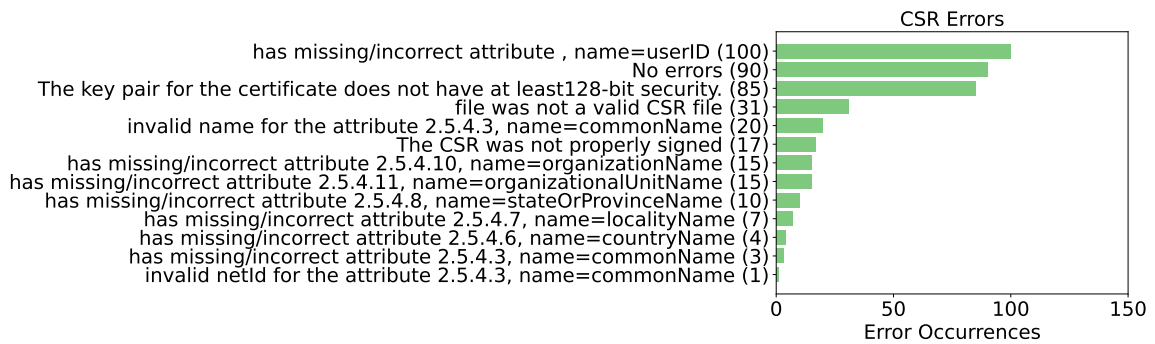 CSR Errors
has missing/incorrect attribute , name=userID (100)
No errors (90)
The key pair for the certificate does not have at least128-bit security. (85)
file was not a valid CSR file (31)
invalid name for the attribute 2.5.4.3, name=commonName (20)
The CSR was not properly signed (17)
has missing/incorrect attribute 2.5.4.10, name=organizationName (15)
has missing/incorrect attribute 2.5.4.11, name=organizationalUnitName (15)
has missing/incorrect attribute 2.5.4.8, name=stateOrProvinceName (10)
has missing/incorrect attribute 2.5.4.7, name=localityName (7)
has missing/incorrect attribute 2.5.4.6, name=countryName (4)
has missing/incorrect attribute 2.5.4.3, name=commonName (3)
invalid netId for the attribute 2.5.4.3, name=commonName (1)
0 50 100 150
Error Occurrences